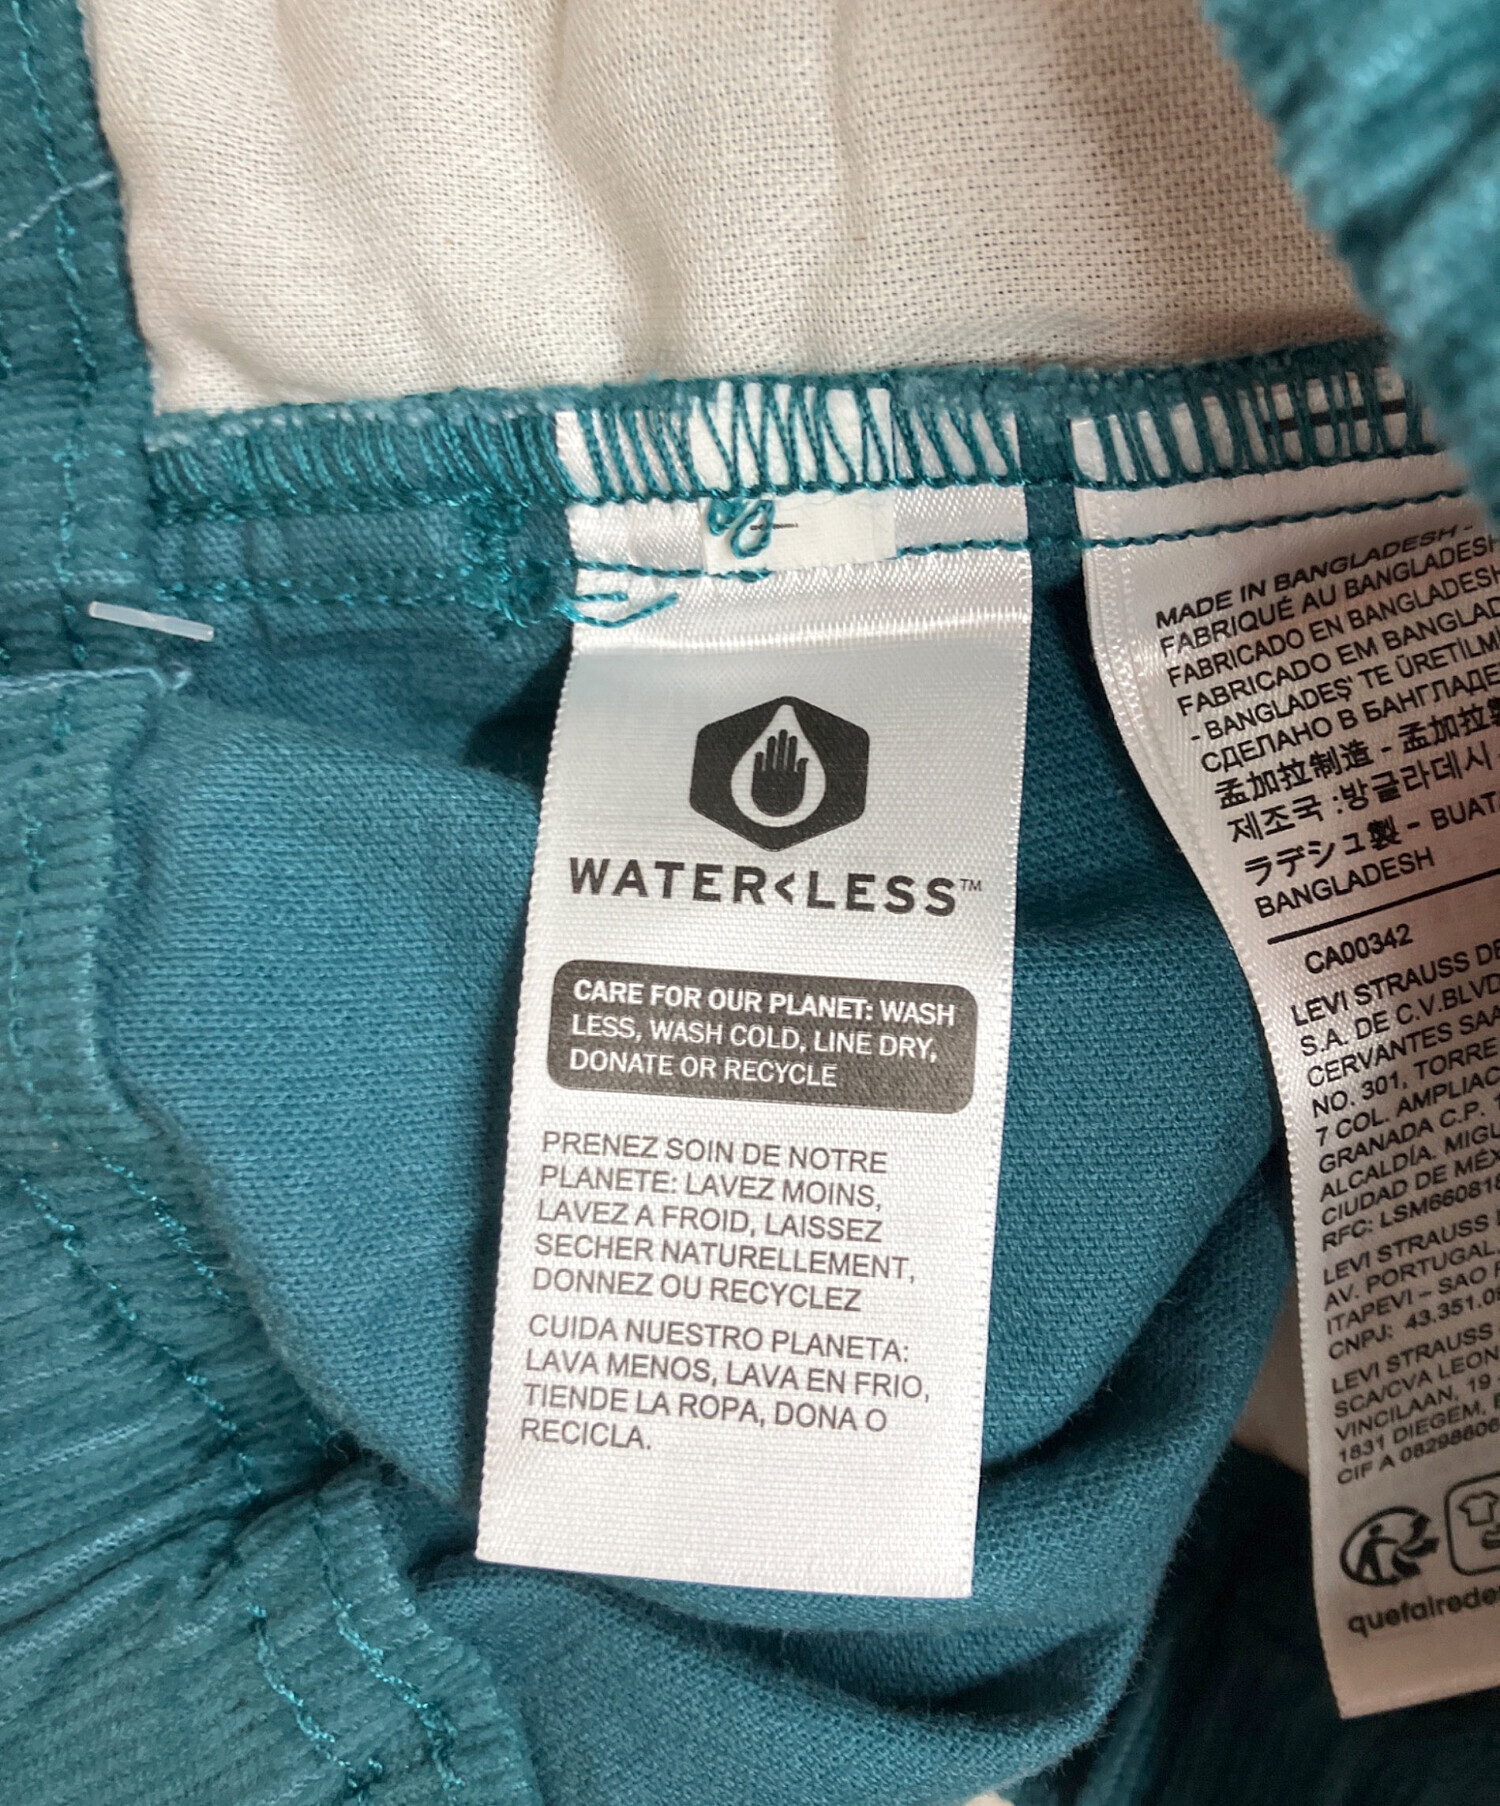 WATER<LESS™
CARE FOR OUR PLANET: WASH
LESS, WASH COLD, LINE DRY,
DONATE OR RECYCLE
PRENEZ SOIN DE NOTRE
PLANETE: LAVEZ MOINS,
LAVEZ A FROID, LAISSEZ
SECHER NATURELLEMENT,
DONNEZ OU RECYCLEZ
CUIDA NUESTRO PLANETA:
LAVA MENOS, LAVA EN FRIO,
TIENDE LA ROPA, DONA O
RECICLA.
MADE IN BANGLADESH -
FABRIQUÉ AU BANGLADESH
FABRICADO EN BANGLADESH
FABRICADO EM BANGLAD
- BANGLADEŞ' TE ÜRETİLMİ
СДЕЛАНО В БАНГЛАДЕ
孟加拉制造 - 孟加拉製
제조국 :방글라데시
ラデシュ製 - BUAT
BANGLADESH
CA00342
LEVI STRAUSS DE
S.A. DE C.V.BLVD
CERVANTES SAA
NO. 301, TORRE
7 COL. AMPLIAC
GRANADA C.P. 1
ALCALDÍA. MIGU
CIUDAD DE MÉX
RFC: LSM660818
LEVI STRAUSS
AV. PORTUGAL,
ITAPEVI – SAO P
CNPJ: 43.351.08
LEVI STRAUSS
SCA/CVA LEON
VINCILAAN, 19
1831 DIEGEM,
CIF A 08298606
quefairede